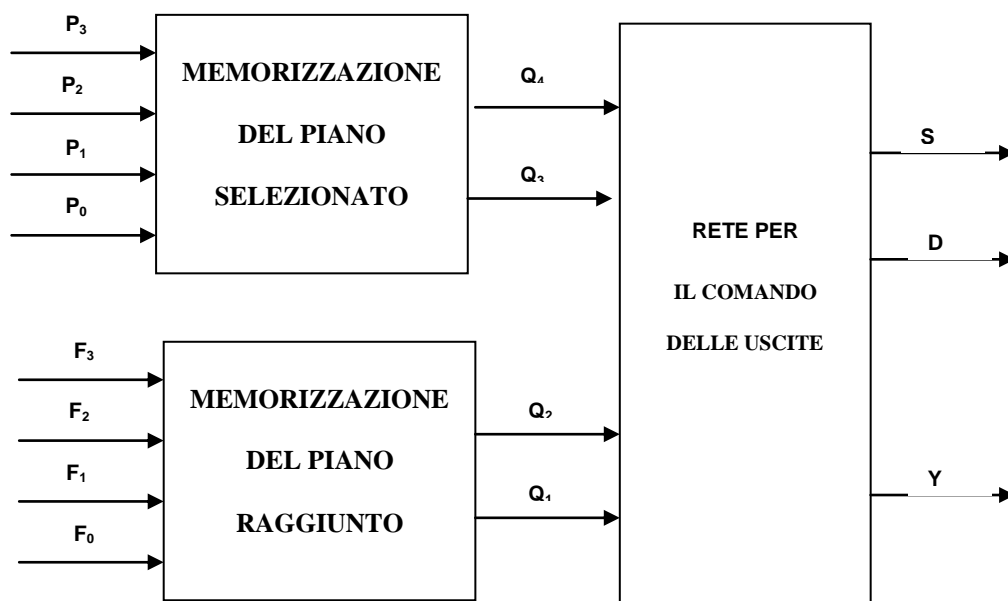 P3
P2
P1
P0
MEMORIZZAZIONE
DEL PIANO
SELEZIONATO
Q4
Q3
F3
F2
F1
F0
MEMORIZZAZIONE
DEL PIANO
RAGGIUNTO
Q2
Q1
RETE PER
IL COMANDO
DELLE USCITE
S
D
Y